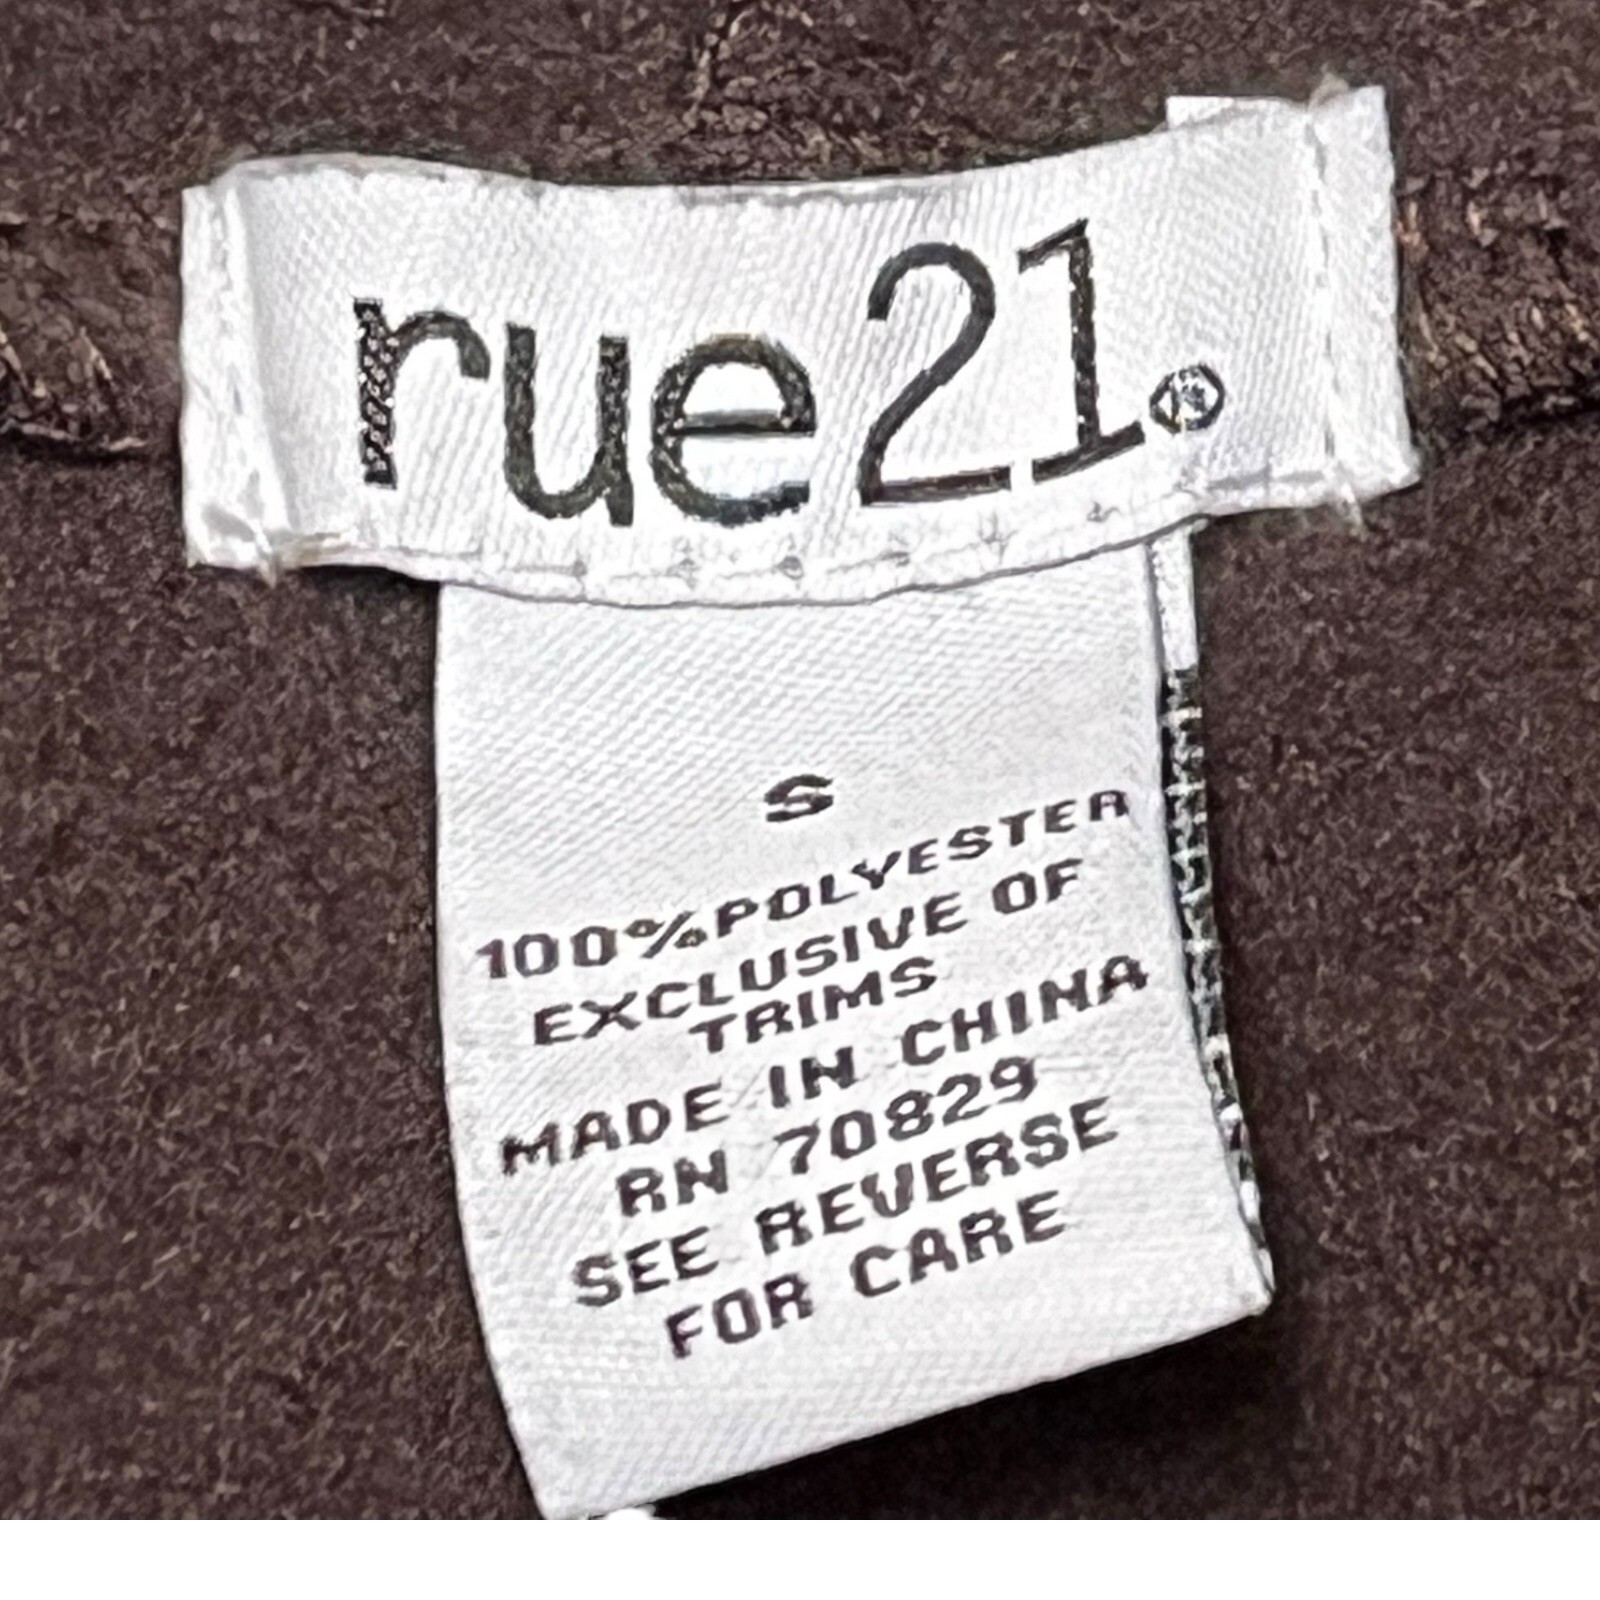 rue21®
S
100%POLYESTER
EXCLUSIVE OF
TRIMS
MADE IN CHINA
RN 70829
SEE REVERSE
FOR CARE